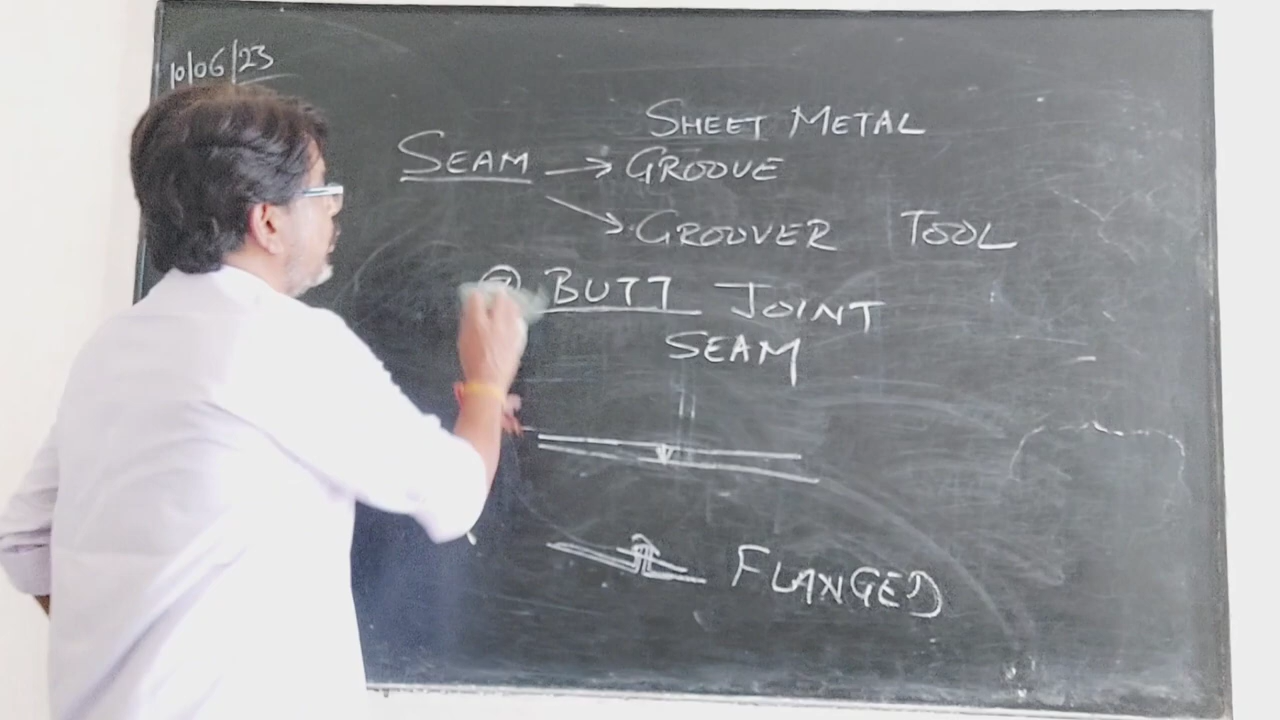 10/06/23
SHEET METAL
SEAM → GROOVE
→ GROOVER TOOL
BUTT JOINT
SEAM
FLANGED